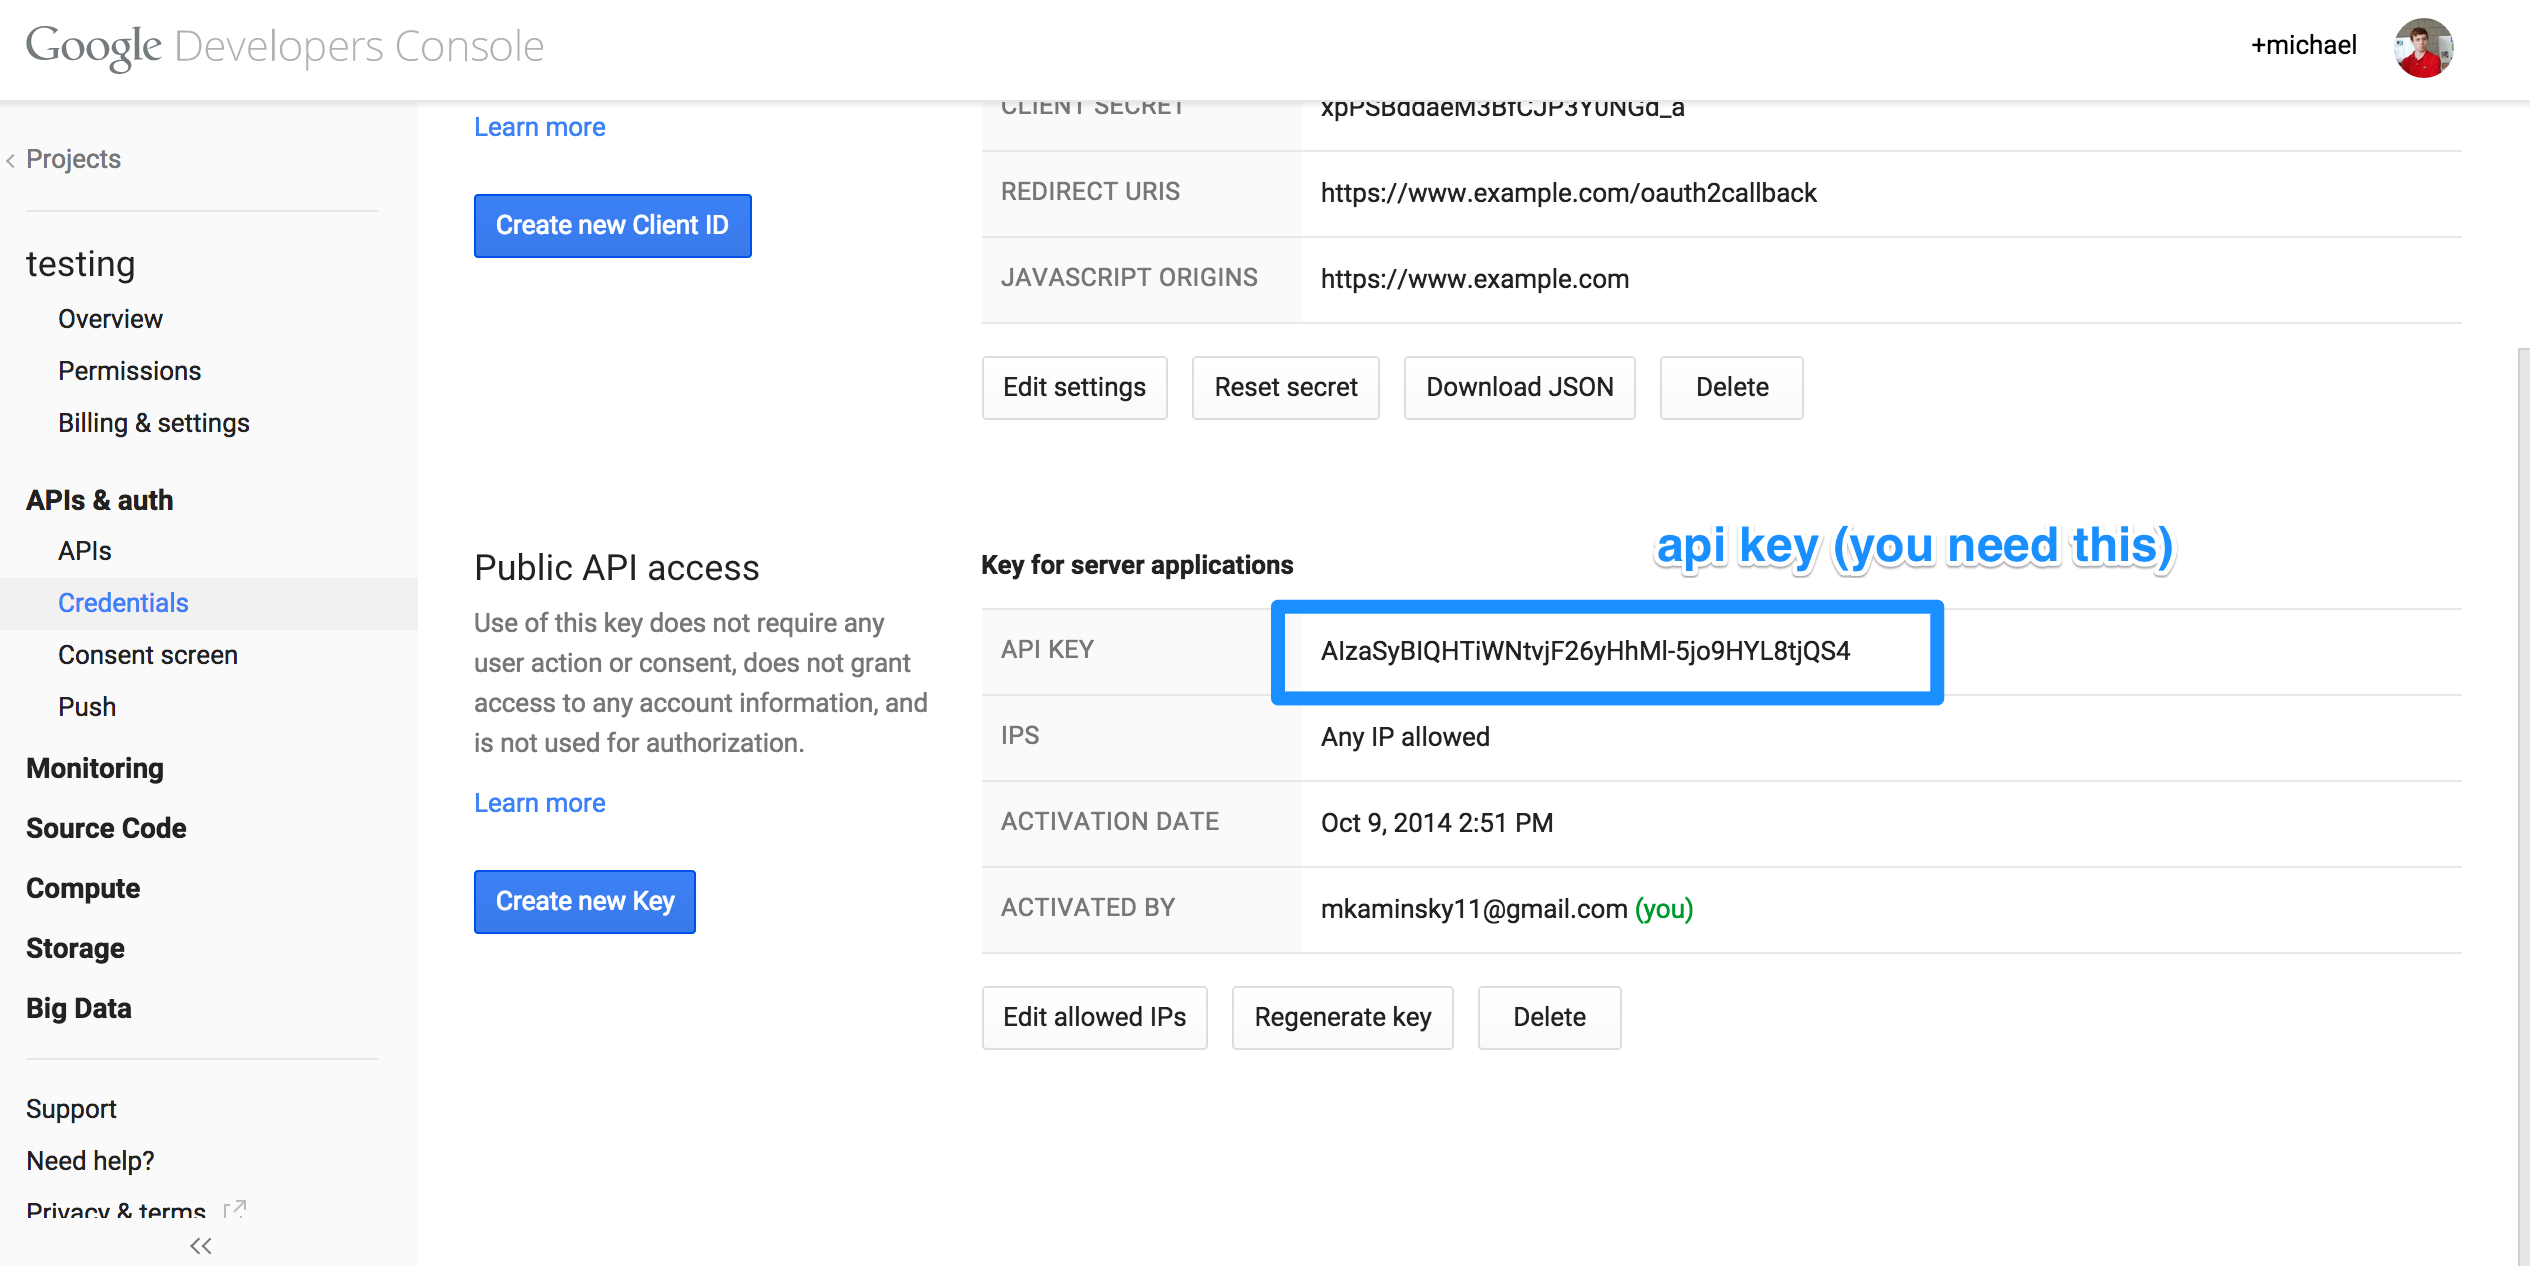 Google Developers Console
+michael
Projects
testing
Overview
Permissions
Billing & settings
APIs & auth
APIs
Credentials
Consent screen
Push
Monitoring
Source Code
Compute
Storage
Big Data
Support
Need help?
Privacy & terms
Learn more
Create new Client ID
CLIENT SECRET
REDIRECT URIS https://www.example.com/oauth2callback
JAVASCRIPT ORIGINS https://www.example.com
Edit settings Reset secret Download JSON Delete
Public API access
Use of this key does not require any
user action or consent, does not grant
access to any account information, and
is not used for authorization.
Learn more
Create new Key
api key (you need this)
Key for server applications
API KEY AIzaSyBIQHTiWNtvjF26yHhMl-5jo9HYL8tjQS4
IPS Any IP allowed
ACTIVATION DATE Oct 9, 2014 2:51 PM
ACTIVATED BY mkaminsky11@gmail.com (you)
Edit allowed IPs Regenerate key Delete